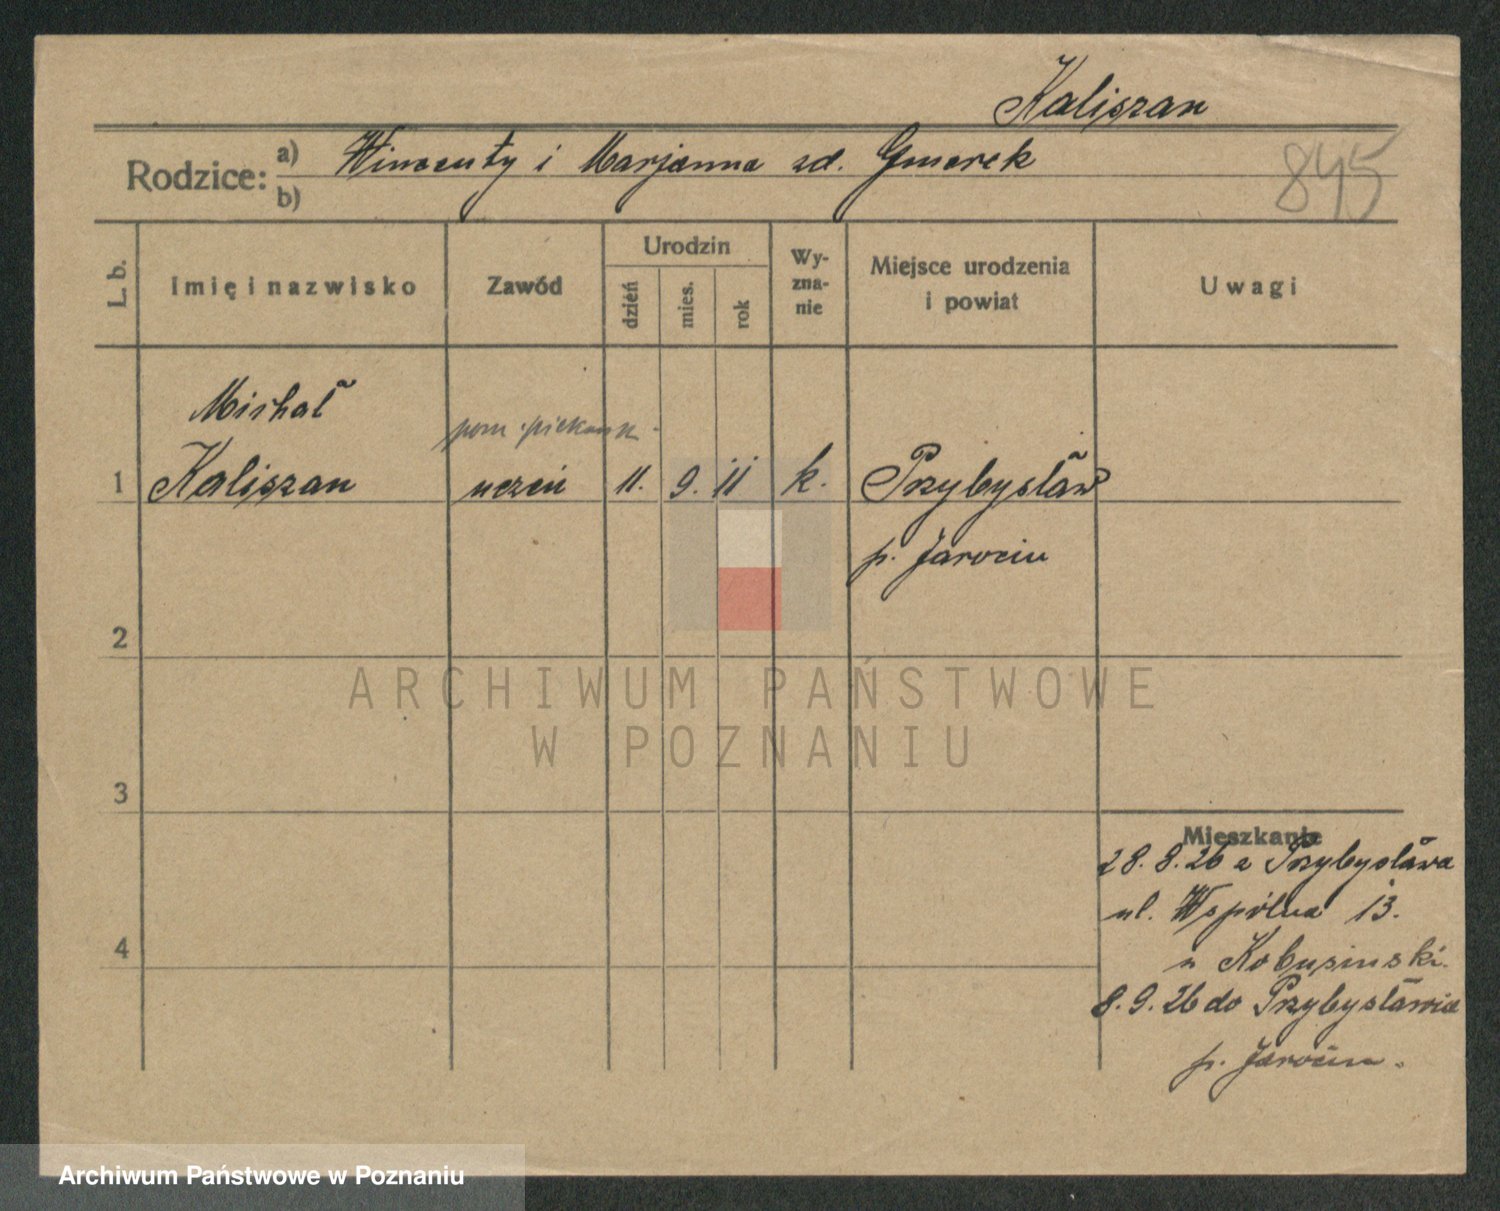 Kaliszan
Rodzice: a) Wincenty i Marjanna zd. Gmerek
b)
845
L. b.
Imię i nazwisko
Zawód
Urodzin
dzień
mies.
rok
Wy-
zna-
nie
Miejsce urodzenia
i powiat
Uwagi
Michał
pom. piekarsk.
1 Kaliszan uczeń 11. 9. 11 k. Przybysław
p. Jarocin
2
3
4
Mieszkanie
28.8.26 z Przybysława
ul. Wspólna 13.
u Kobusinski.
8.9.26 do Przybysławia
p. Jarocin.
ARCHIWUM PAŃSTWOWE
W POZNANIU
Archiwum Państwowe w Poznaniu